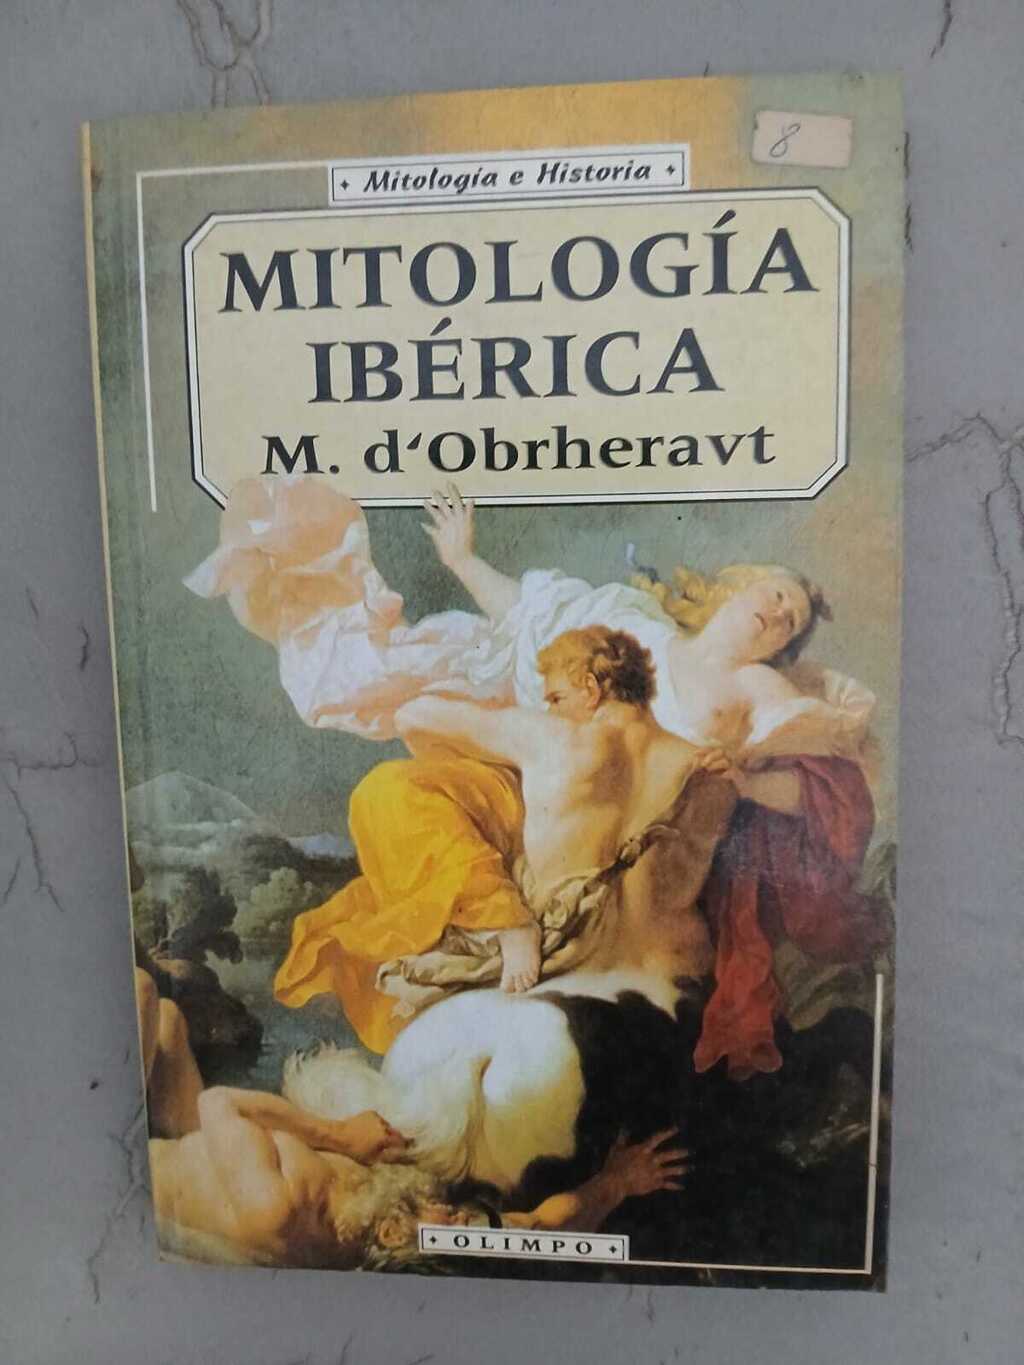 8
✦ Mitología e Historia ✦
MITOLOGÍA
IBÉRICA
M. d'Obrheravt
✦ OLIMPO ✦